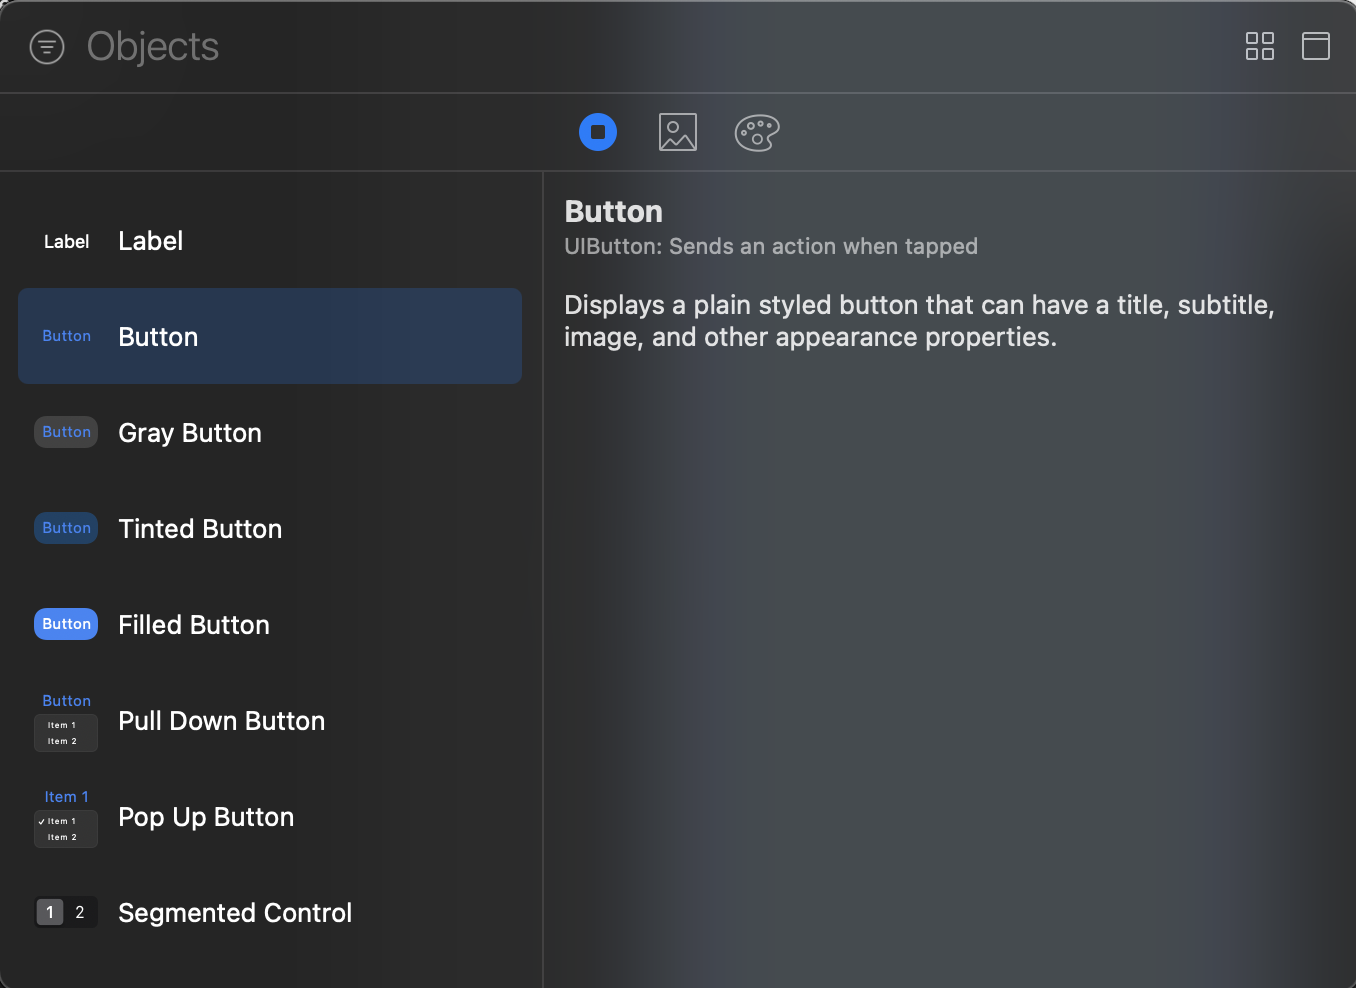 Objects
Label Label
Button Button
Button Gray Button
Button Tinted Button
Button Filled Button
Button
Item 1
Item 2
Pull Down Button
Item 1
✓ Item 1
Item 2
Pop Up Button
1 2 Segmented Control
Button
UIButton: Sends an action when tapped
Displays a plain styled button that can have a title, subtitle,
image, and other appearance properties.